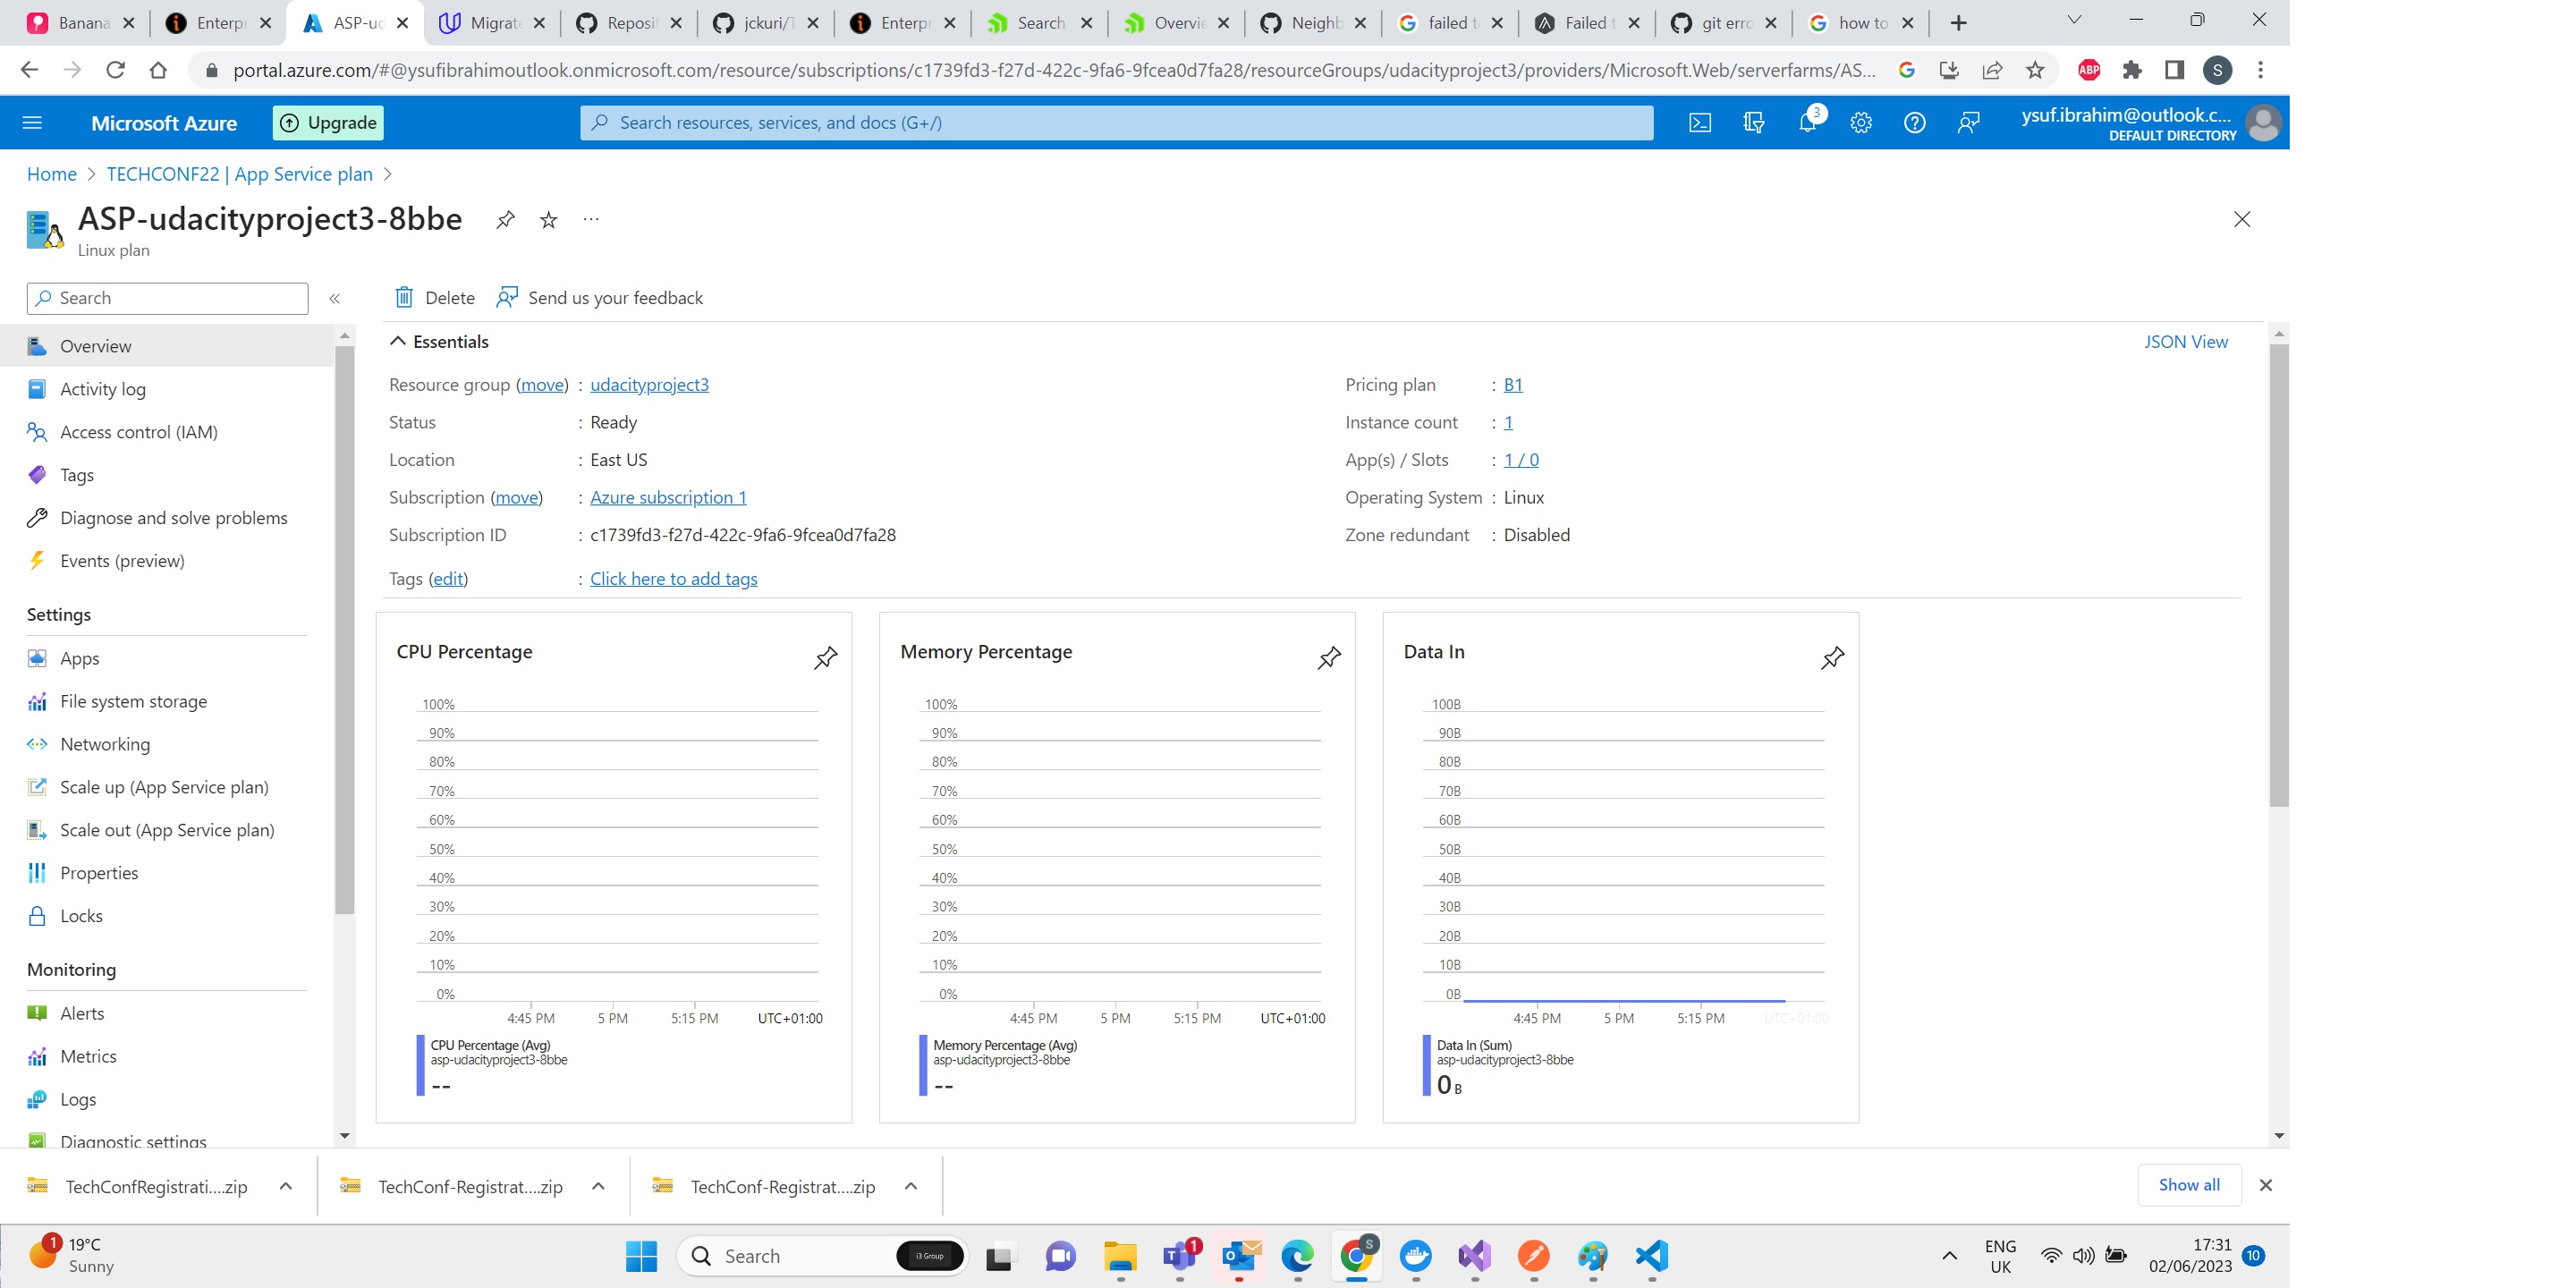 Banana
Enterpr
ASP-ud
Migrate
Reposit
jckuri/T
Enterpr
Search
Overvie
Neighb
failed t
Failed t
git erro
how to
portal.azure.com/#@ysufibrahimoutlook.onmicrosoft.com/resource/subscriptions/c1739fd3-f27d-422c-9fa6-9fcea0d7fa28/resourceGroups/udacityproject3/providers/Microsoft.Web/serverfarms/AS...
ABP
S
Microsoft Azure
Upgrade
Search resources, services, and docs (G+/)
3
ysuf.ibrahim@outlook.c...
DEFAULT DIRECTORY
Home > TECHCONF22 | App Service plan >
ASP-udacityproject3-8bbe
Linux plan
Search
Delete
Send us your feedback
Overview
Activity log
Access control (IAM)
Tags
Diagnose and solve problems
Events (preview)
Settings
Apps
File system storage
Networking
Scale up (App Service plan)
Scale out (App Service plan)
Properties
Locks
Monitoring
Alerts
Metrics
Logs
Diagnostic settings
Essentials
JSON View
Resource group (move) : udacityproject3
Status : Ready
Location : East US
Subscription (move) : Azure subscription 1
Subscription ID : c1739fd3-f27d-422c-9fa6-9fcea0d7fa28
Tags (edit) : Click here to add tags
Pricing plan : B1
Instance count : 1
App(s) / Slots : 1 / 0
Operating System : Linux
Zone redundant : Disabled
CPU Percentage
100%
90%
80%
70%
60%
50%
40%
30%
20%
10%
0%
4:45 PM 5 PM 5:15 PM UTC+01:00
CPU Percentage (Avg)
asp-udacityproject3-8bbe
--
Memory Percentage
100%
90%
80%
70%
60%
50%
40%
30%
20%
10%
0%
4:45 PM 5 PM 5:15 PM UTC+01:00
Memory Percentage (Avg)
asp-udacityproject3-8bbe
--
Data In
100B
90B
80B
70B
60B
50B
40B
30B
20B
10B
0B
4:45 PM 5 PM 5:15 PM UTC+01:00
Data In (Sum)
asp-udacityproject3-8bbe
0 B
TechConfRegistrati....zip
TechConf-Registrat....zip
TechConf-Registrat....zip
Show all
1
19°C
Sunny
Search
i3 Group
1
S
ENG
UK
17:31
02/06/2023
10